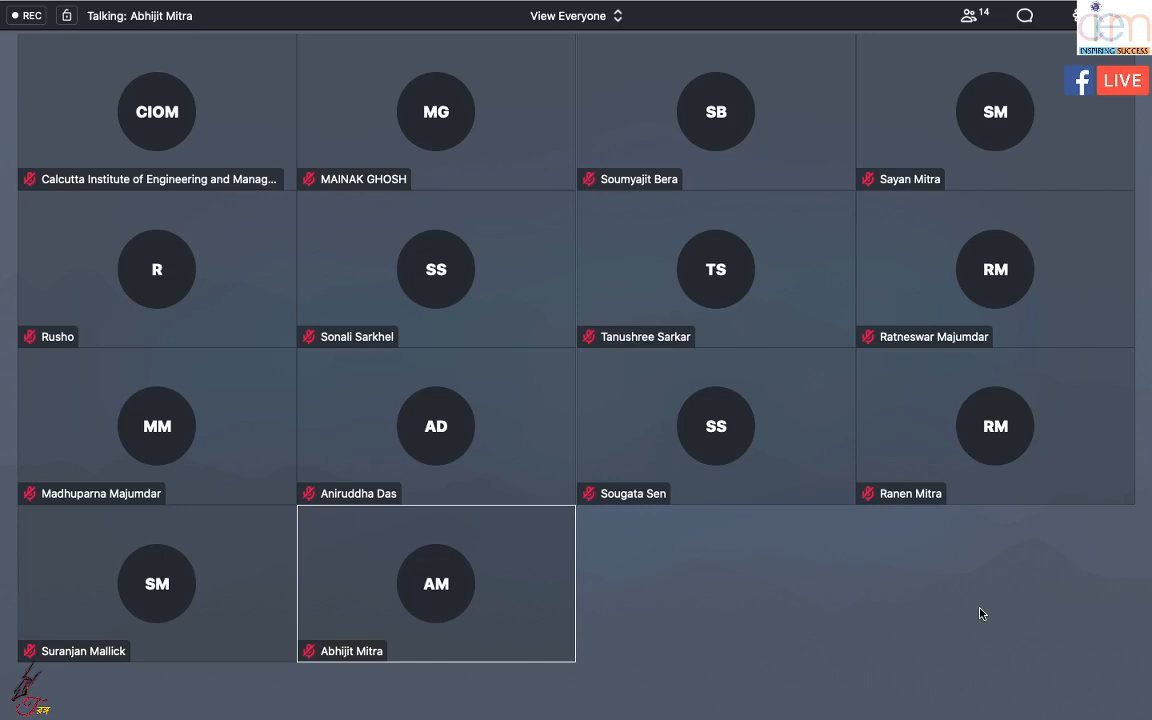 REC
Talking: Abhijit Mitra
View Everyone
14
INSPIRING SUCCESS
LIVE
CIOM
MG
SB
SM
Calcutta Institute of Engineering and Manag...
MAINAK GHOSH
Soumyajit Bera
Sayan Mitra
R
SS
TS
RM
Rusho
Sonali Sarkhel
Tanushree Sarkar
Ratneswar Majumdar
MM
AD
SS
RM
Madhuparna Majumdar
Aniruddha Das
Sougata Sen
Ranen Mitra
SM
AM
Suranjan Mallick
Abhijit Mitra